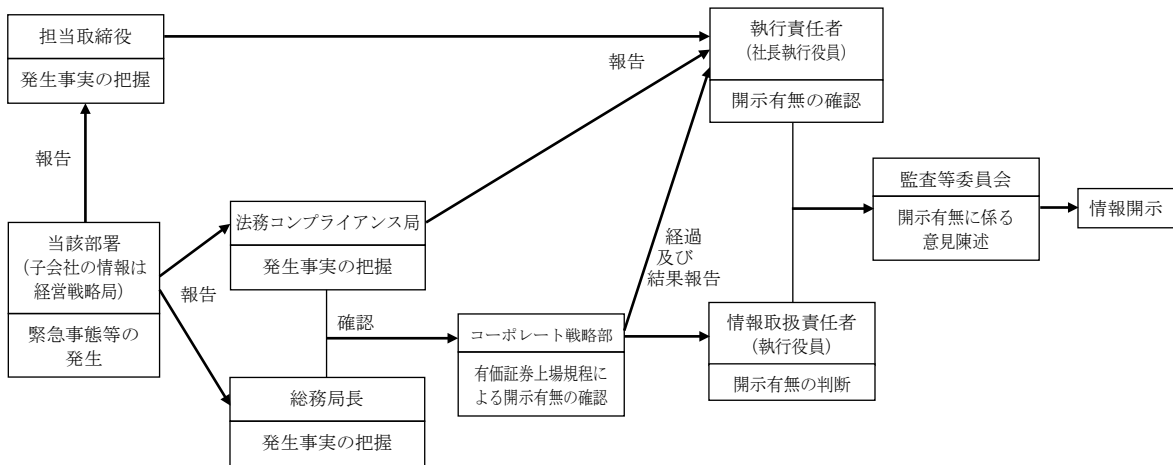 担当取締役
発生事実の把握
報告
当該部署
(子会社の情報は
経営戦略局)
緊急事態等の
発生
報告
法務コンプライアンス局
発生事実の把握
確認
総務局長
発生事実の把握
報告
コーポレート戦略部
有価証券上場規程に
よる開示有無の確認
経過
及び
結果報告
執行責任者
(社長執行役員)
開示有無の確認
情報取扱責任者
(執行役員)
開示有無の判断
監査等委員会
開示有無に係る
意見陳述
情報開示